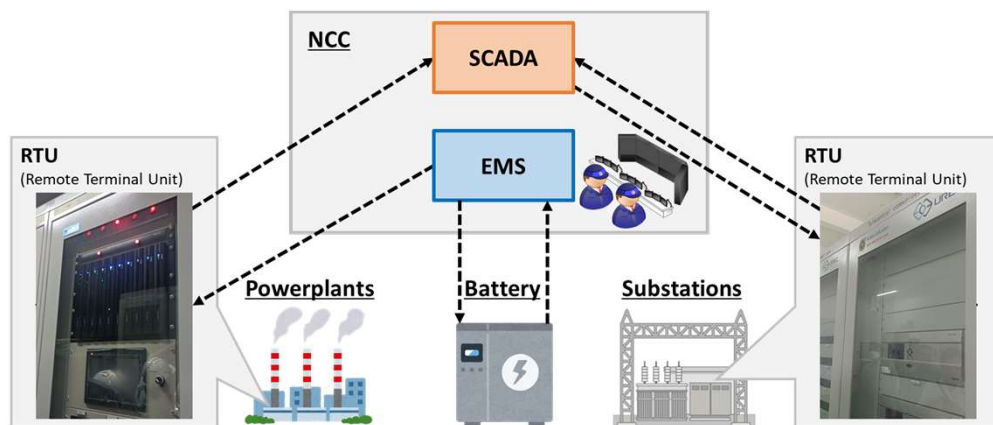 NCC
SCADA
EMS
RTU
(Remote Terminal Unit)
RTU
(Remote Terminal Unit)
Powerplants
Battery
Substations